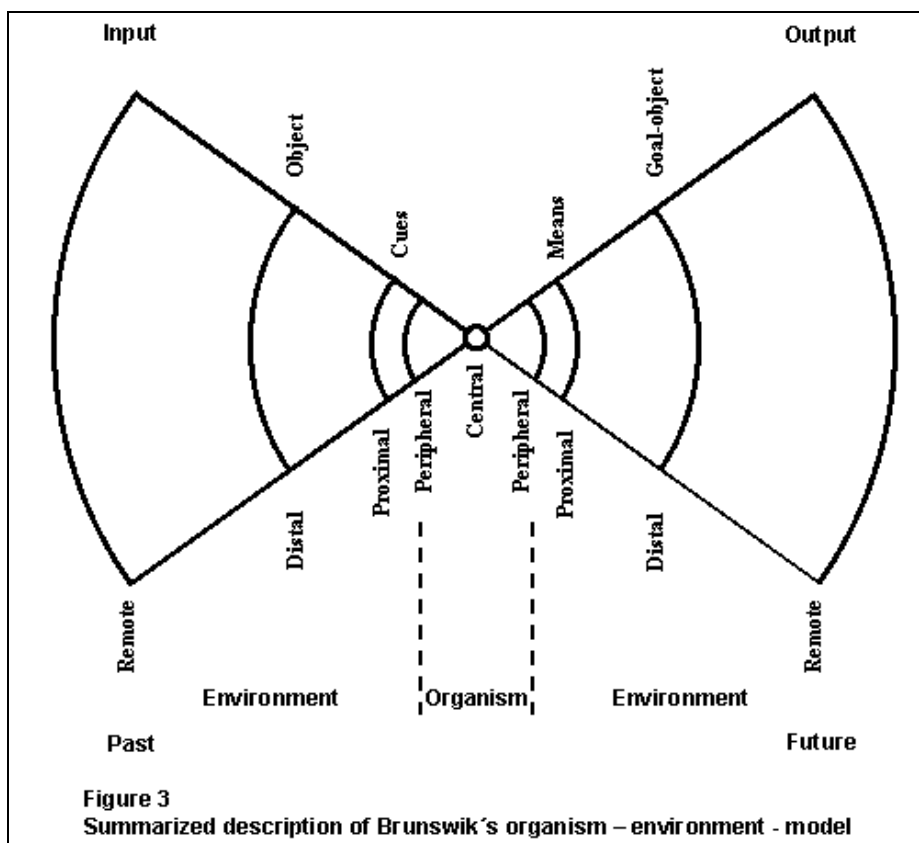 Input
Output
Object
Goal-object
Cues
Means
Central
Peripheral
Peripheral
Proximal
Proximal
Distal
Distal
Remote
Remote
Environment
Organism
Environment
Past
Future
Figure 3
Summarized description of Brunswik´s organism – environment - model